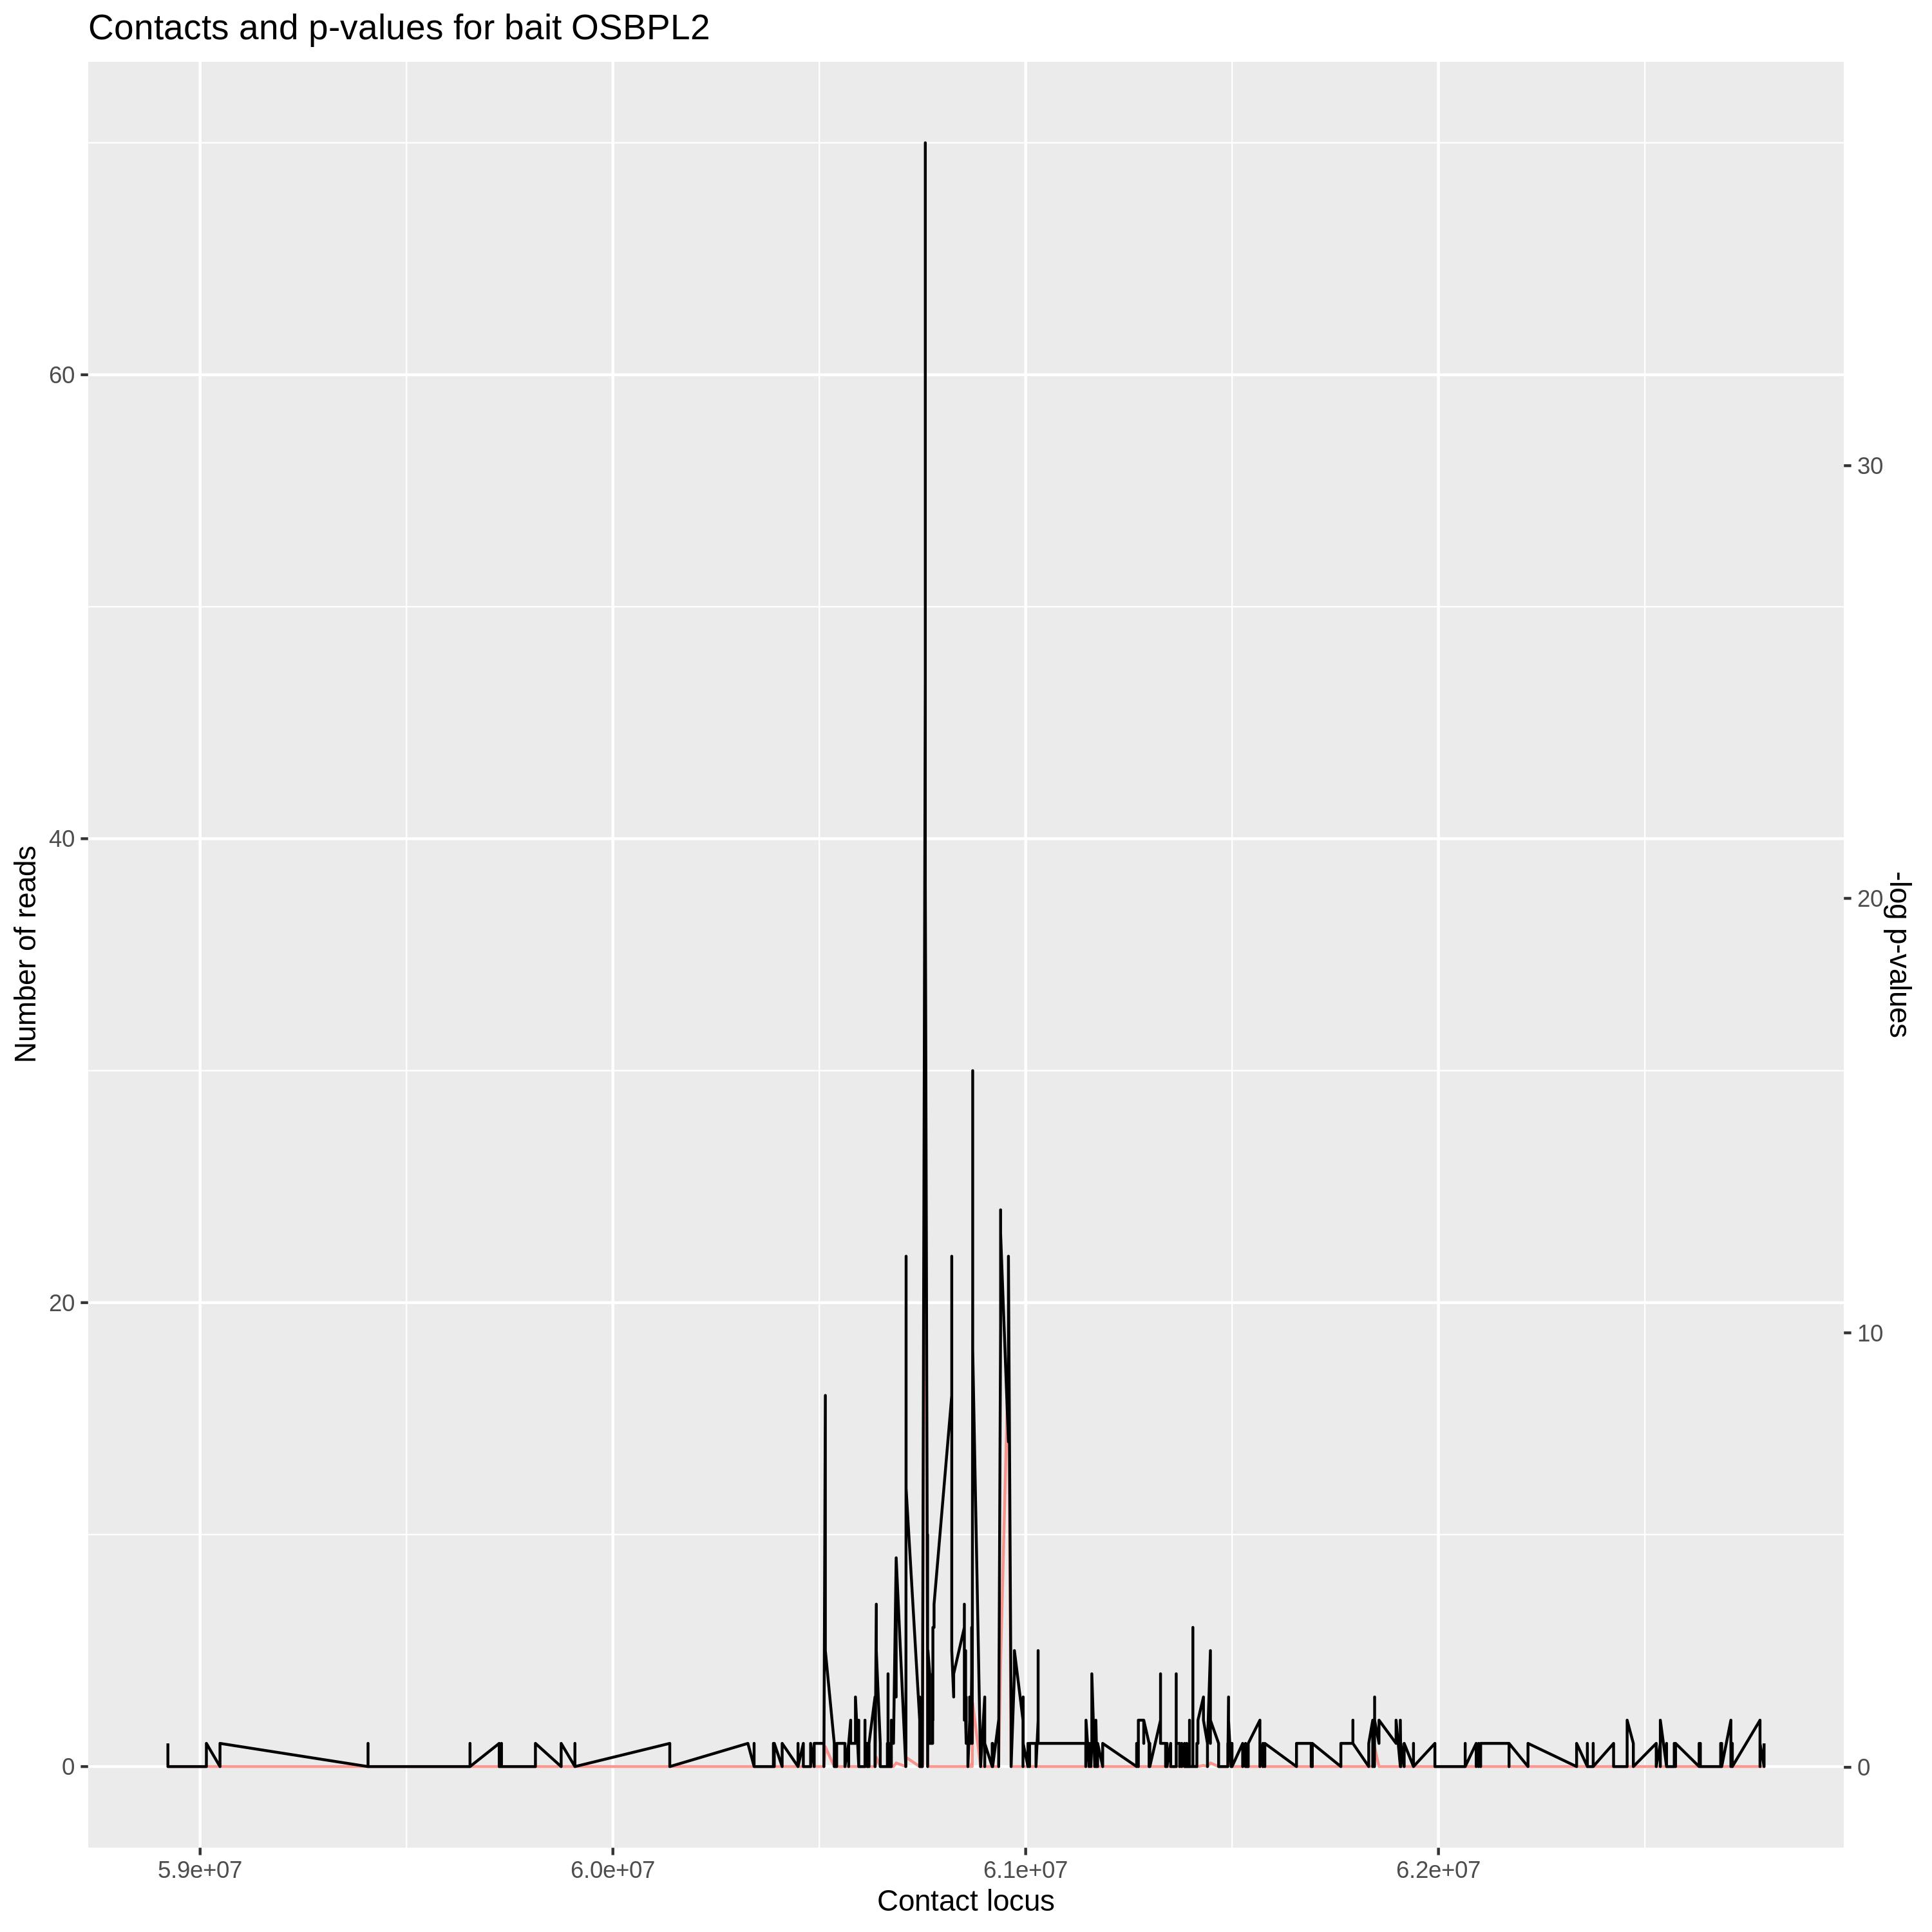 Contacts and p-values for bait OSBPL2
60
40
20
0
30
20
10
0
Number of reads
-log p-values
5.9e+07 6.0e+07 6.1e+07 6.2e+07
Contact locus